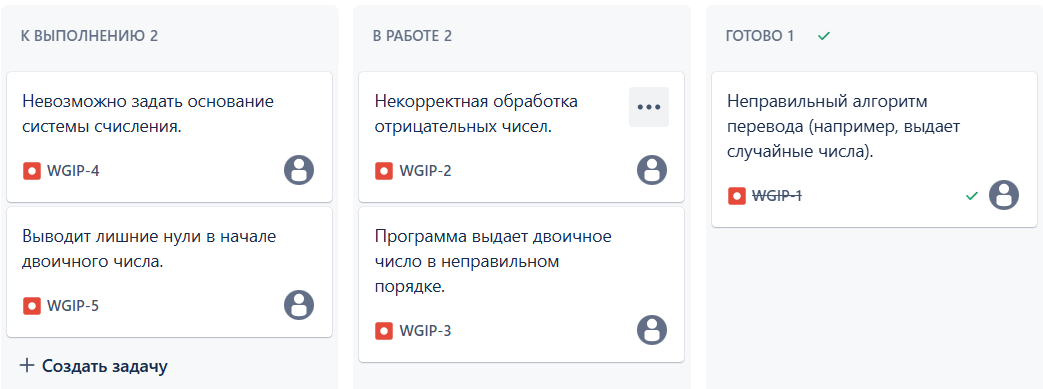 К ВЫПОЛНЕНИЮ 2
Невозможно задать основание
системы счисления.
WGIP-4
Выводит лишние нули в начале
двоичного числа.
WGIP-5
+ Создать задачу
В РАБОТЕ 2
Некорректная обработка
отрицательных чисел.
WGIP-2
Программа выдает двоичное
число в неправильном
порядке.
WGIP-3
ГОТОВО 1
Неправильный алгоритм
перевода (например, выдает
случайные числа).
WGIP-1